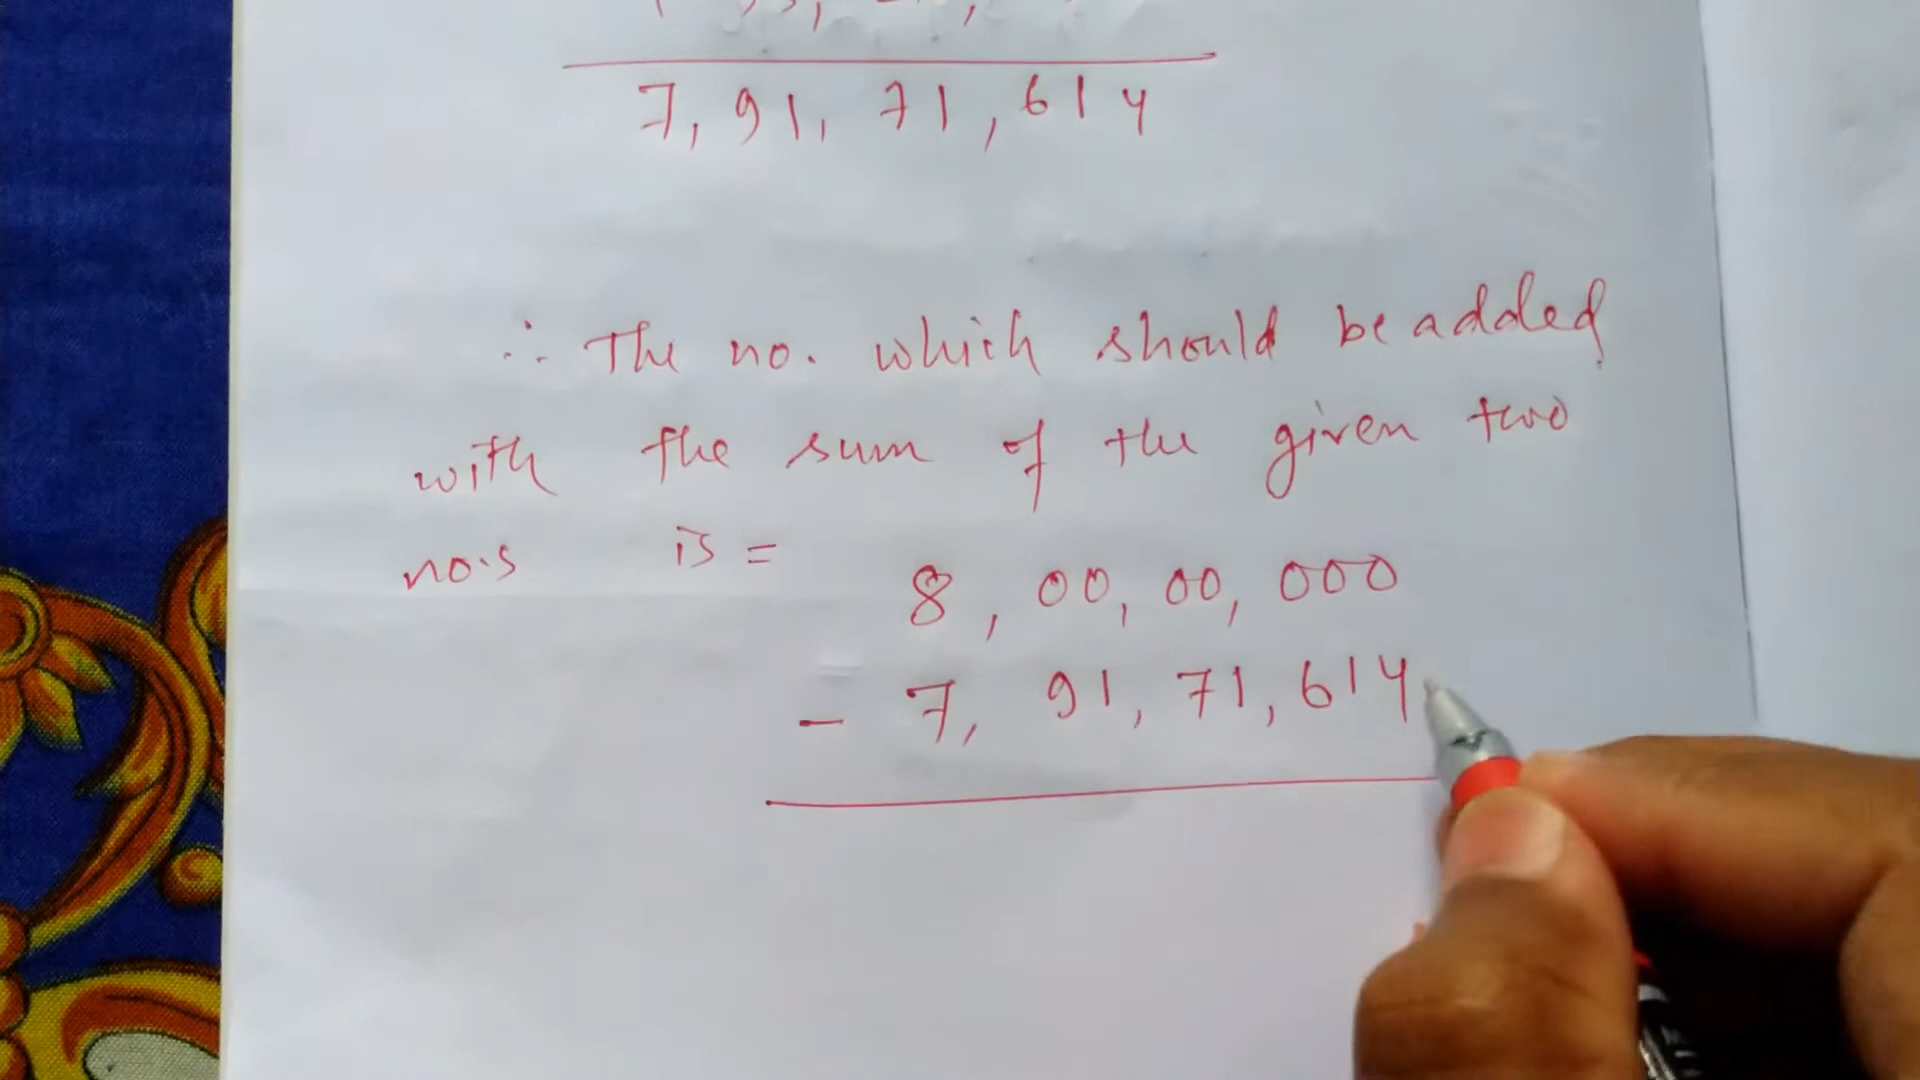 7, 91, 71, 614
∴ The no. which should be added
with the sum of the given two
no.s is =
8, 00, 00, 000
- 7, 91, 71, 614